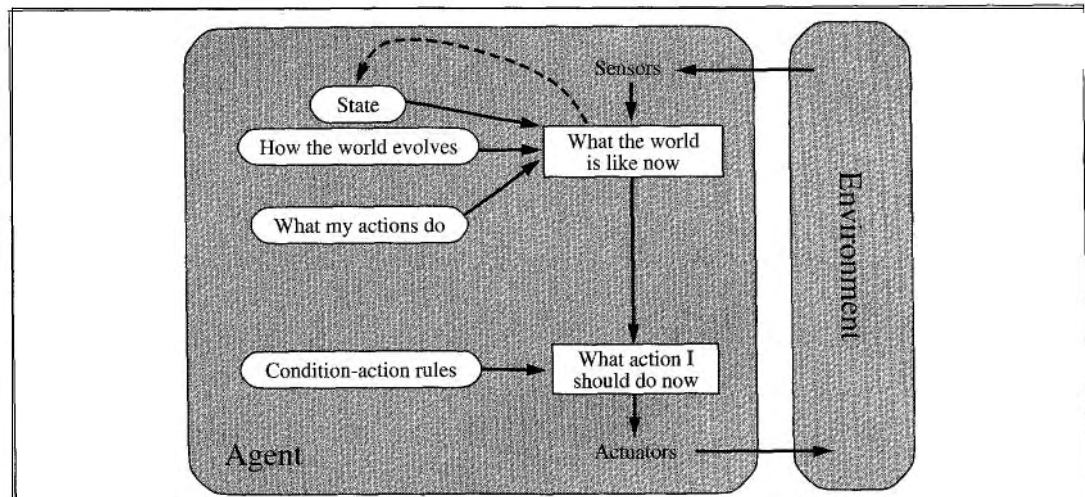 Sensors
State
How the world evolves
What the world
is like now
What my actions do
Condition-action rules
What action I
should do now
Agent
Actuators
Environment